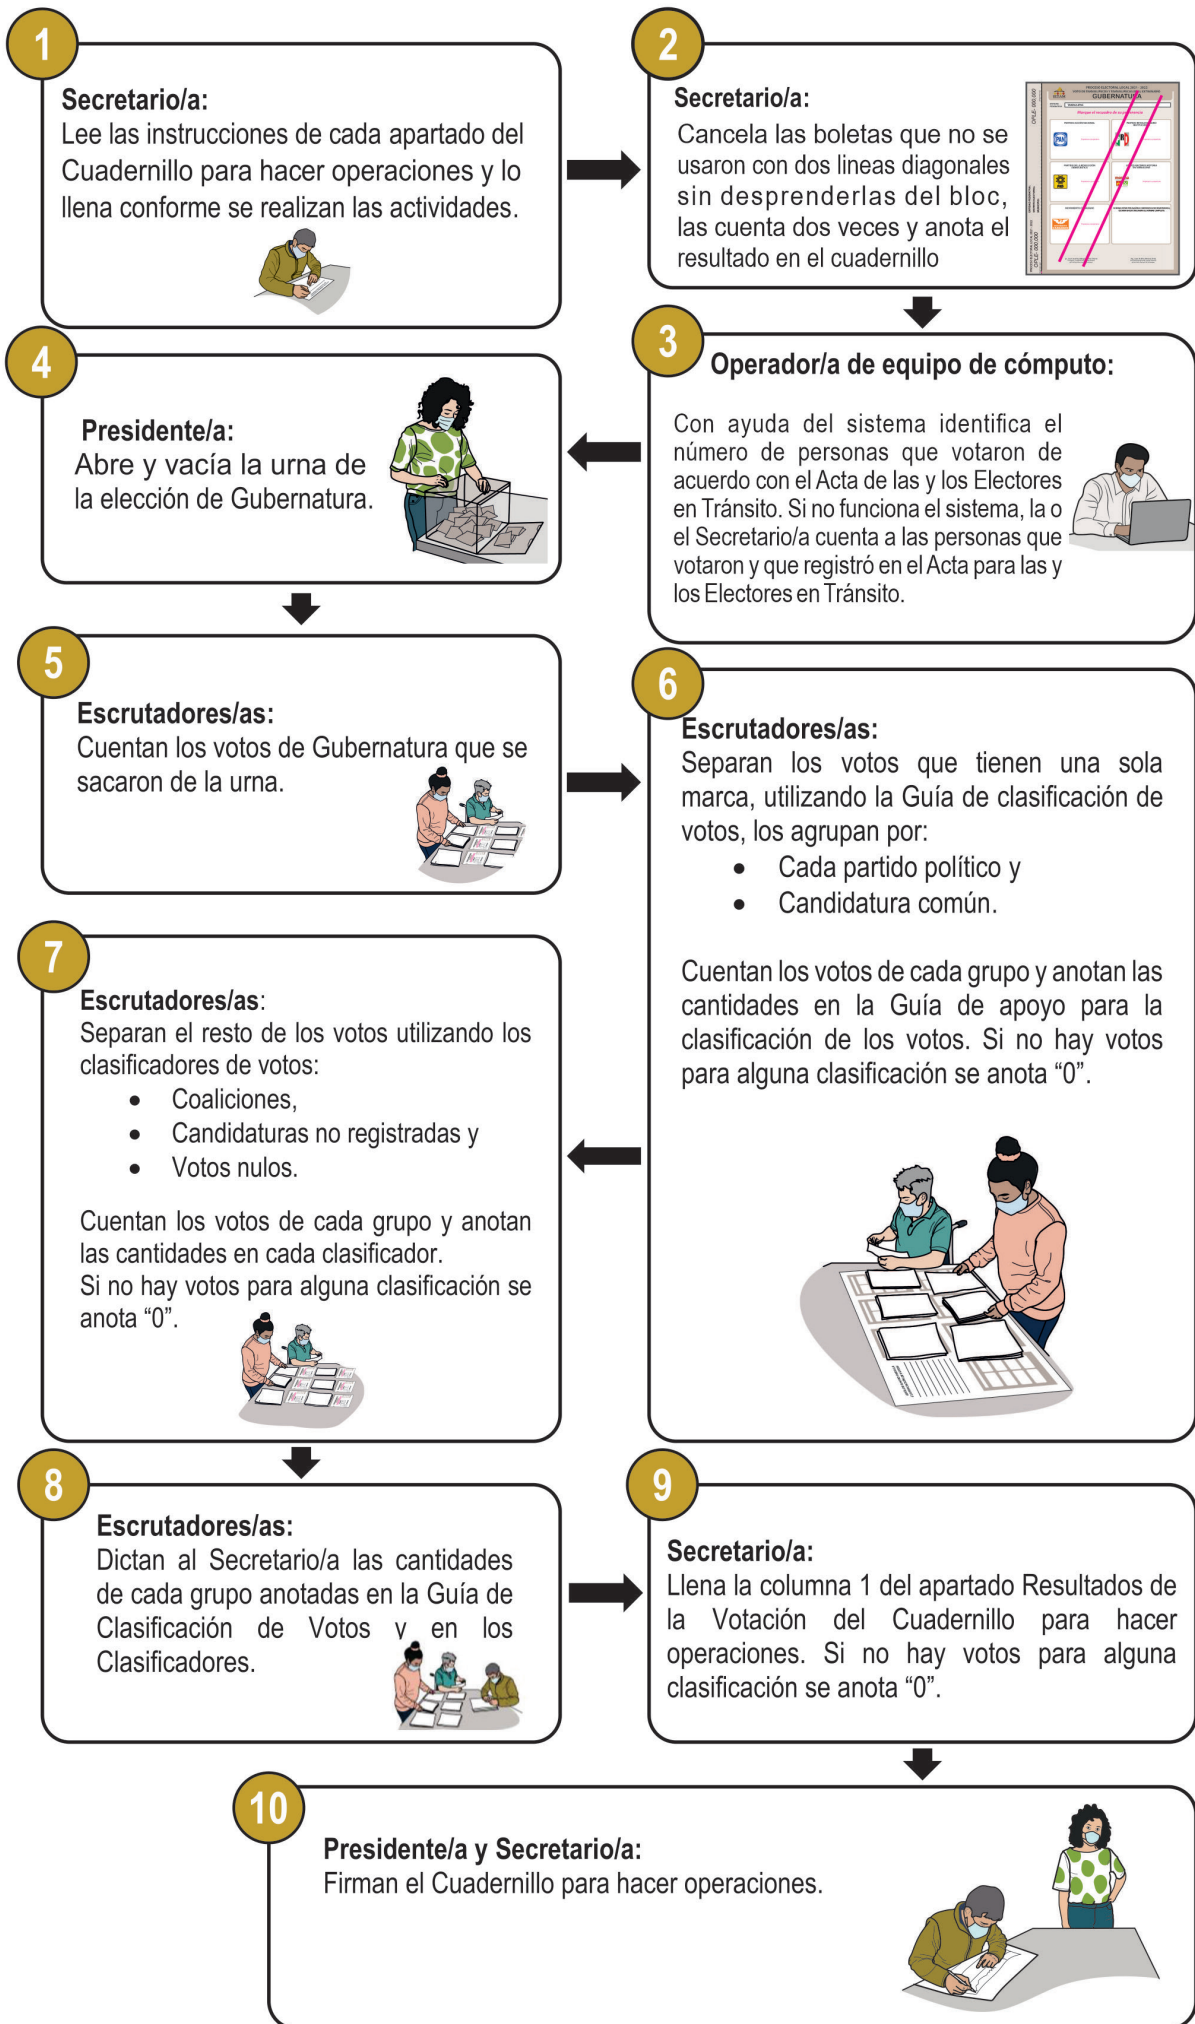 1
Secretario/a:
Lee las instrucciones de cada apartado del
Cuadernillo para hacer operaciones y lo
llena conforme se realizan las actividades.
2
Secretario/a:
Cancela las boletas que no se
usaron con dos lineas diagonales
sin desprenderlas del bloc,
las cuenta dos veces y anota el
resultado en el cuadernillo
GUBERNATURA
PAN
3
Operador/a de equipo de cómputo:
Con ayuda del sistema identifica el
número de personas que votaron de
acuerdo con el Acta de las y los Electores
en Tránsito. Si no funciona el sistema, la o
el Secretario/a cuenta a las personas que
votaron y que registró en el Acta para las y
los Electores en Tránsito.
4
Presidente/a:
Abre y vacía la urna de
la elección de Gubernatura.
5
Escrutadores/as:
Cuentan los votos de Gubernatura que se
sacaron de la urna.
6
Escrutadores/as:
Separan los votos que tienen una sola
marca, utilizando la Guía de clasificación de
votos, los agrupan por:
• Cada partido político y
• Candidatura común.
Cuentan los votos de cada grupo y anotan las
cantidades en la Guía de apoyo para la
clasificación de los votos. Si no hay votos
para alguna clasificación se anota “0”.
7
Escrutadores/as:
Separan el resto de los votos utilizando los
clasificadores de votos:
• Coaliciones,
• Candidaturas no registradas y
• Votos nulos.
Cuentan los votos de cada grupo y anotan
las cantidades en cada clasificador.
Si no hay votos para alguna clasificación se
anota “0”.
8
Escrutadores/as:
Dictan al Secretario/a las cantidades
de cada grupo anotadas en la Guía de
Clasificación de Votos y en los
Clasificadores.
9
Secretario/a:
Llena la columna 1 del apartado Resultados de
la Votación del Cuadernillo para hacer
operaciones. Si no hay votos para alguna
clasificación se anota “0”.
10
Presidente/a y Secretario/a:
Firman el Cuadernillo para hacer operaciones.